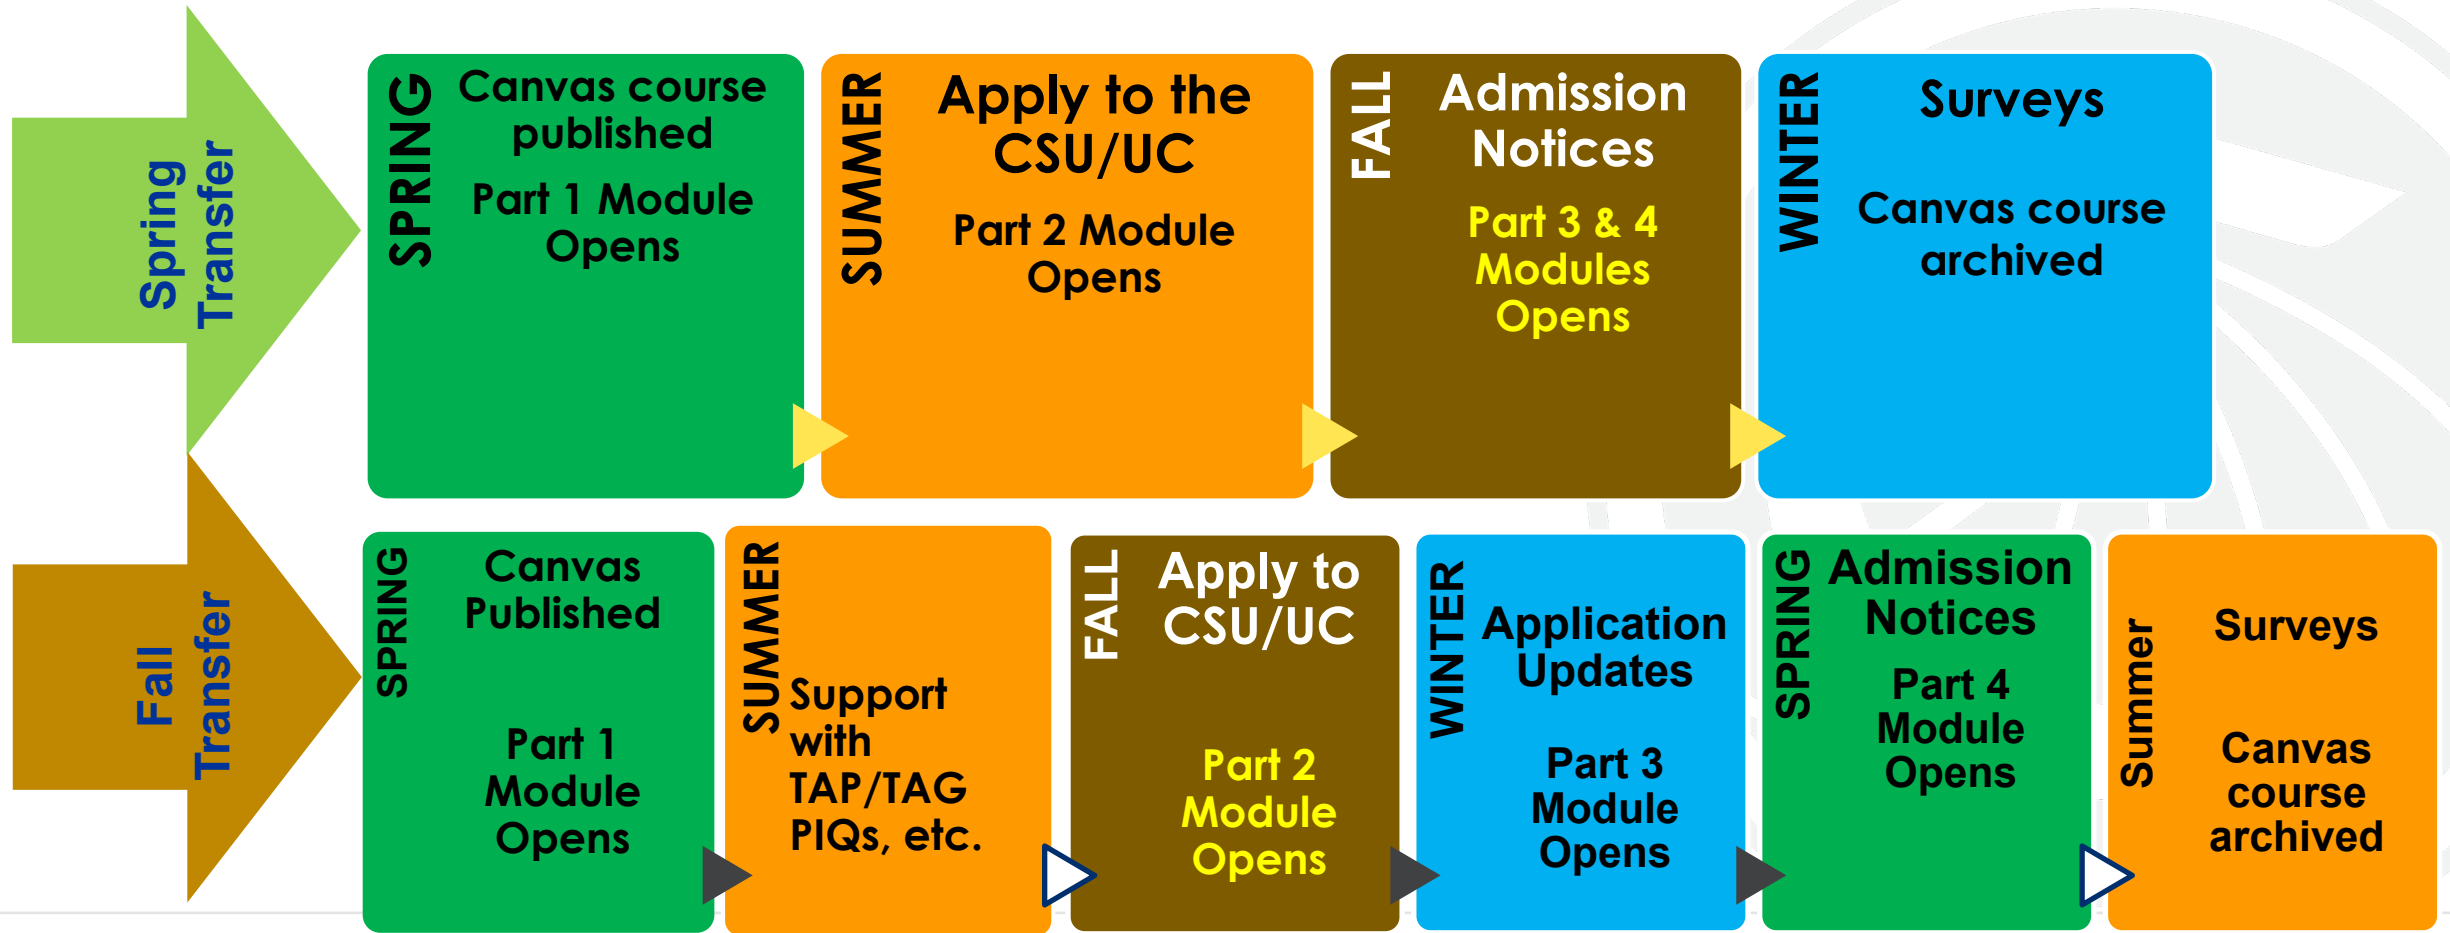 Spring
Transfer
SPRING
Canvas course
published
Part 1 Module
Opens
SUMMER
Apply to the
CSU/UC
Part 2 Module
Opens
FALL
Admission
Notices
Part 3 & 4
Modules
Opens
WINTER
Surveys
Canvas course
archived
Fall
Transfer
SPRING
Canvas
Published
Part 1
Module
Opens
SUMMER
Support
with
TAP/TAG
PIQs, etc.
FALL
Apply to
CSU/UC
Part 2
Module
Opens
WINTER
Application
Updates
Part 3
Module
Opens
SPRING
Admission
Notices
Part 4
Module
Opens
Summer
Surveys
Canvas
course
archived